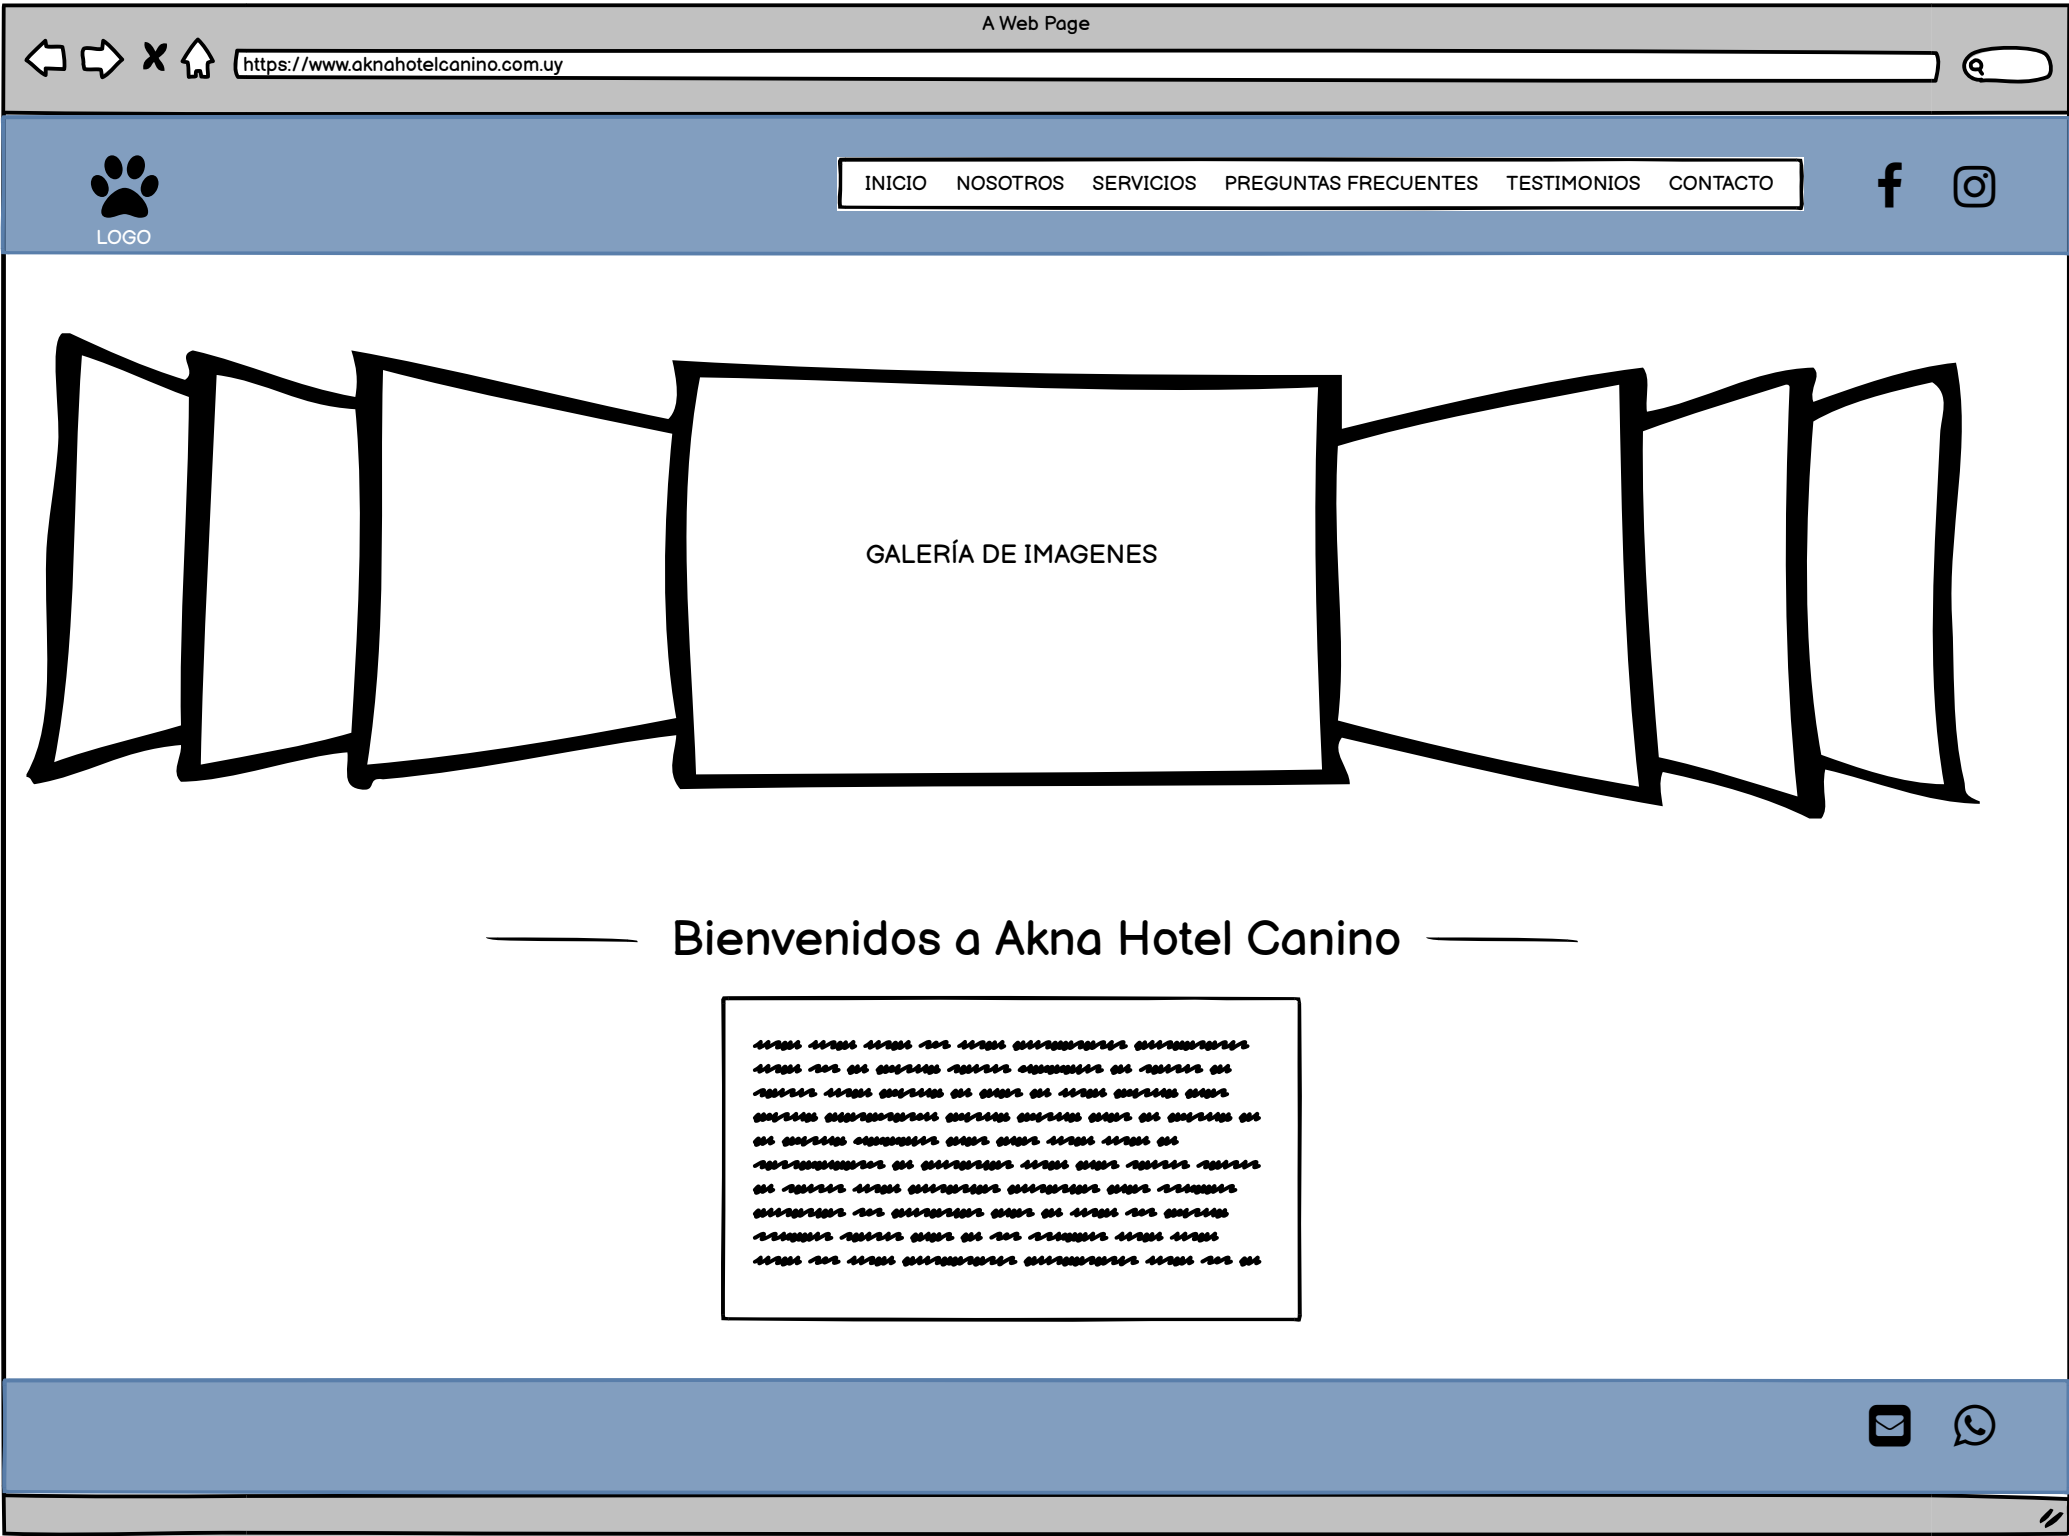 A Web Page
https://www.aknahotelcanino.com.uy
INICIO NOSOTROS SERVICIOS PREGUNTAS FRECUENTES TESTIMONIOS CONTACTO
LOGO
GALERÍA DE IMAGENES
Bienvenidos a Akna Hotel Canino